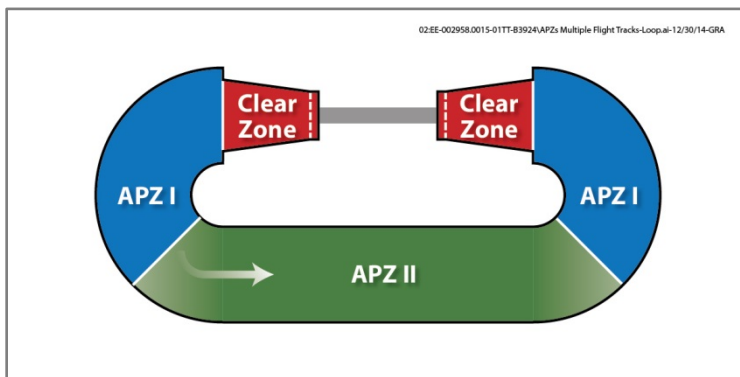 02:EE-002958.0015-01TT-B3924\APZs Multiple Flight Tracks-Loop.ai-12/30/14-GRA
Clear
Zone
Clear
Zone
APZ I
APZ I
APZ II